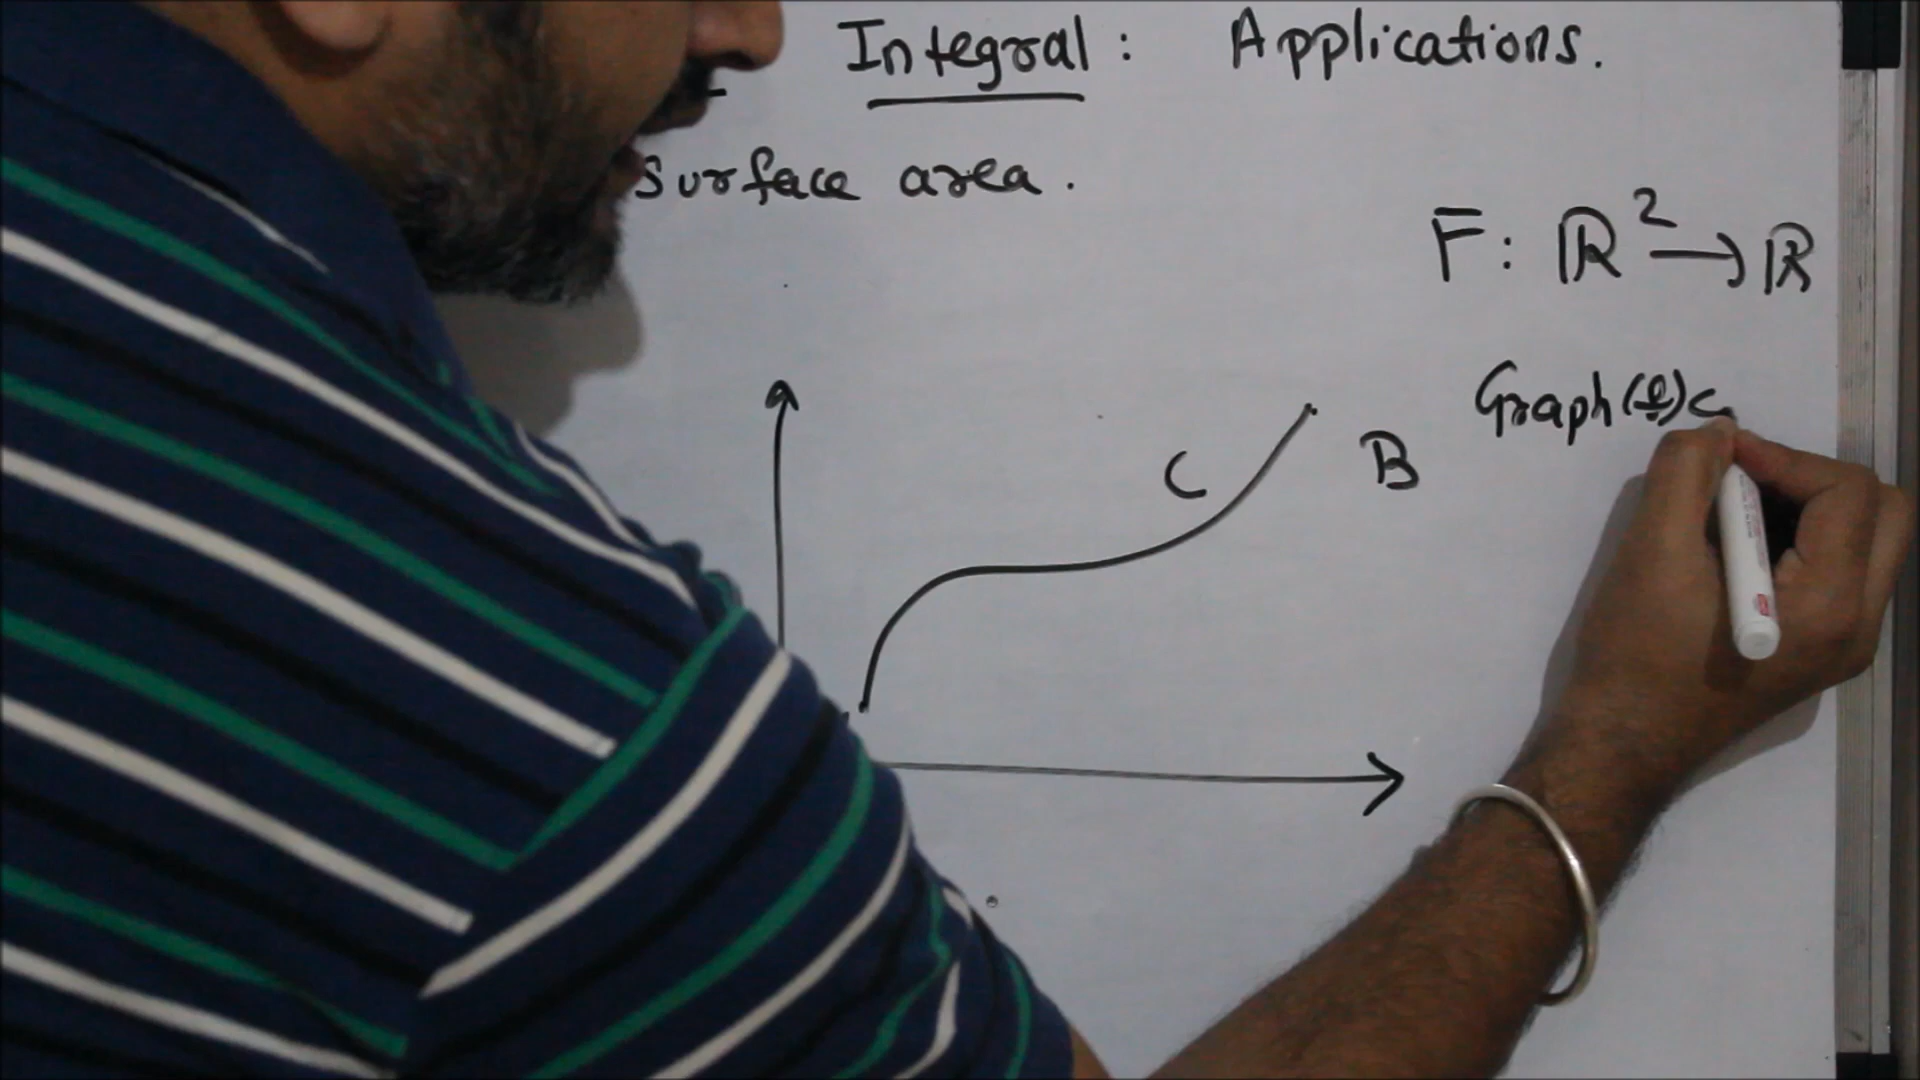 Integral: Applications.
surface area.
F: ℝ² → ℝ
C
B
Graph(f) C